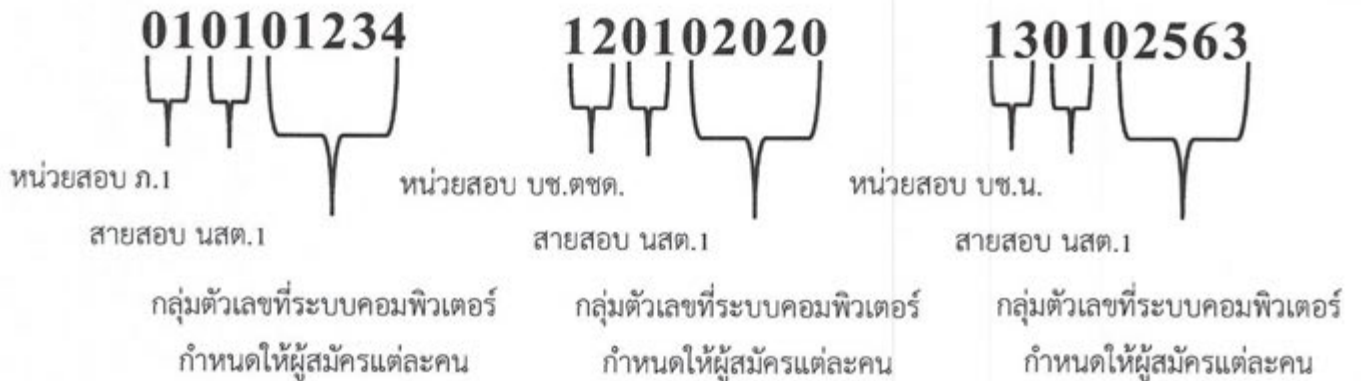 010101234 120102020 130102563
หน่วยสอบ ภ.1 หน่วยสอบ บช.ตชด. หน่วยสอบ บช.น.
สายสอบ นสต.1 สายสอบ นสต.1 สายสอบ นสต.1
กลุ่มตัวเลขที่ระบบคอมพิวเตอร์ กลุ่มตัวเลขที่ระบบคอมพิวเตอร์ กลุ่มตัวเลขที่ระบบคอมพิวเตอร์
กำหนดให้ผู้สมัครแต่ละคน กำหนดให้ผู้สมัครแต่ละคน กำหนดให้ผู้สมัครแต่ละคน